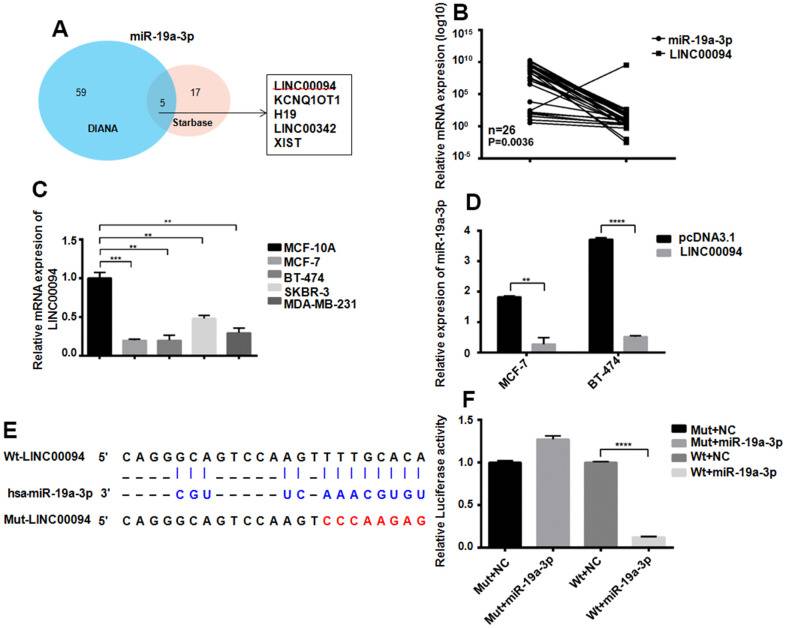 A
miR-19a-3p
59
5
17
DIANA
Starbase
LINC00094
KCNQ1OT1
H19
LINC00342
XIST
B
Relative mRNA expresion (log10)
10^15
10^10
10^5
10^0
10^-5
n=26
P=0.0036
miR-19a-3p
LINC00094
C
Relative mRNA expresion of
LINC00094
1.5
1.0
0.5
0.0
***
**
**
**
MCF-10A
MCF-7
BT-474
SKBR-3
MDA-MB-231
D
Relative expression of miR-19a-3p
4
3
2
1
0
**
****
MCF-7
BT-474
pcDNA3.1
LINC00094
E
Wt-LINC00094 5' C A G G G C A G T C C A A G T T T T G C A C A
hsa-miR-19a-3p 3' – – – – C G U – – – – – U C – A A A C G U G U
Mut-LINC00094 5' C A G G G C A G T C C A A G T C C C A A G A G
F
Relative Luciferase activity
1.5
1.0
0.5
0.0
****
Mut+NC
Mut+miR-19a-3p
Wt+NC
Wt+miR-19a-3p
Mut+NC
Mut+miR-19a-3p
Wt+NC
Wt+miR-19a-3p